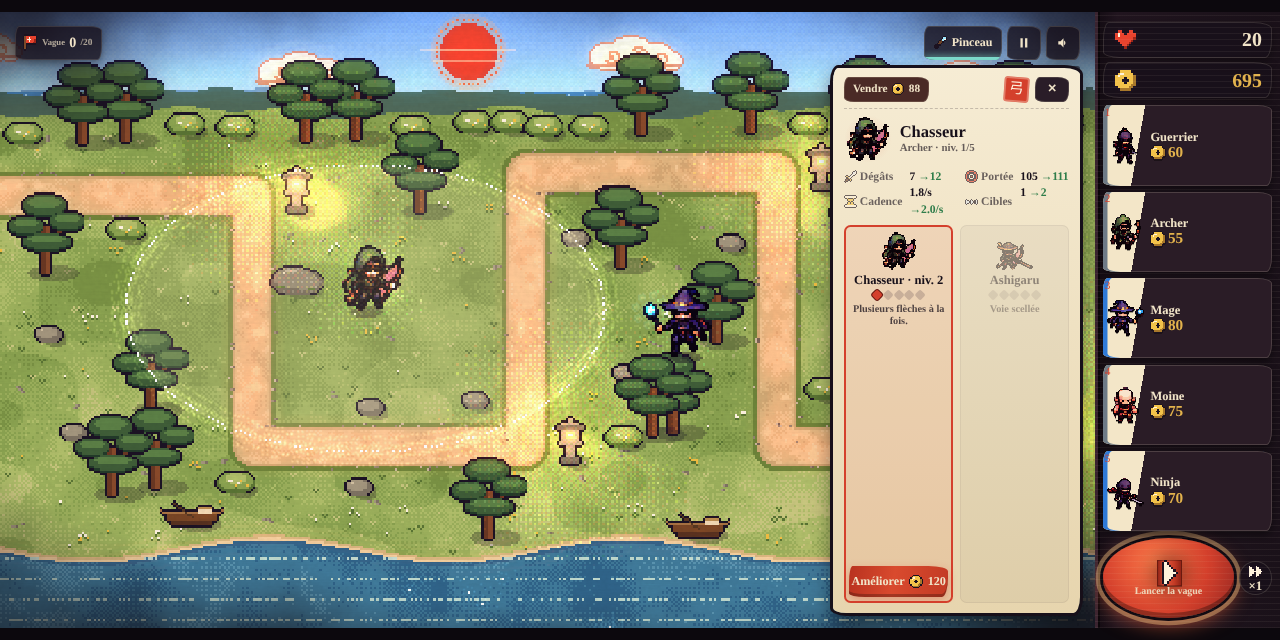 Vague 0 /20
Pinceau
20
695
Vendre 88
弓
×
Chasseur
Archer · niv. 1/5
Dégâts 7 →12
Portée 105 →111
Cadence 1.8/s →2.0/s
Cibles 1 →2
Chasseur · niv. 2
Plusieurs flèches à la fois.
Améliorer 120
Ashigaru
Voie scellée
Guerrier
60
Archer
55
Mage
80
Moine
75
Ninja
70
Lancer la vague
×1